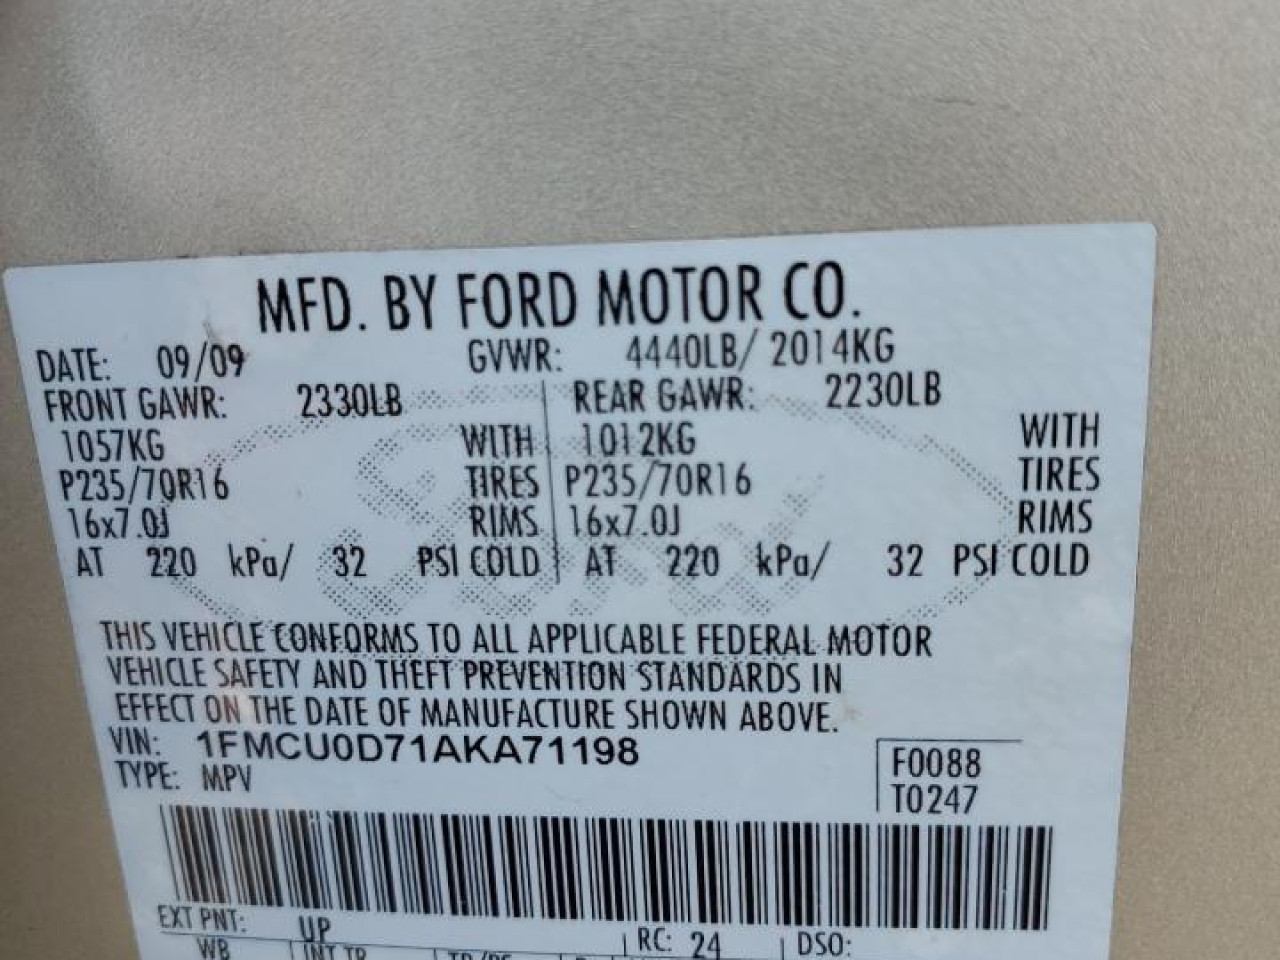 MFD. BY FORD MOTOR CO.
DATE: 09/09 GVWR: 4440LB/ 2014KG
FRONT GAWR: 2330LB REAR GAWR: 2230LB
1057KG WITH 1012KG WITH
P235/70R16 TIRES P235/70R16 TIRES
16x7.0J RIMS 16x7.0J RIMS
AT 220 kPa/ 32 PSI COLD AT 220 kPa/ 32 PSI COLD
THIS VEHICLE CONFORMS TO ALL APPLICABLE FEDERAL MOTOR
VEHICLE SAFETY AND THEFT PREVENTION STANDARDS IN
EFFECT ON THE DATE OF MANUFACTURE SHOWN ABOVE.
VIN: 1FMCU0D71AKA71198 F0088
TYPE: MPV T0247
EXT PNT: UP RC: 24 DSO:
WB INT TR